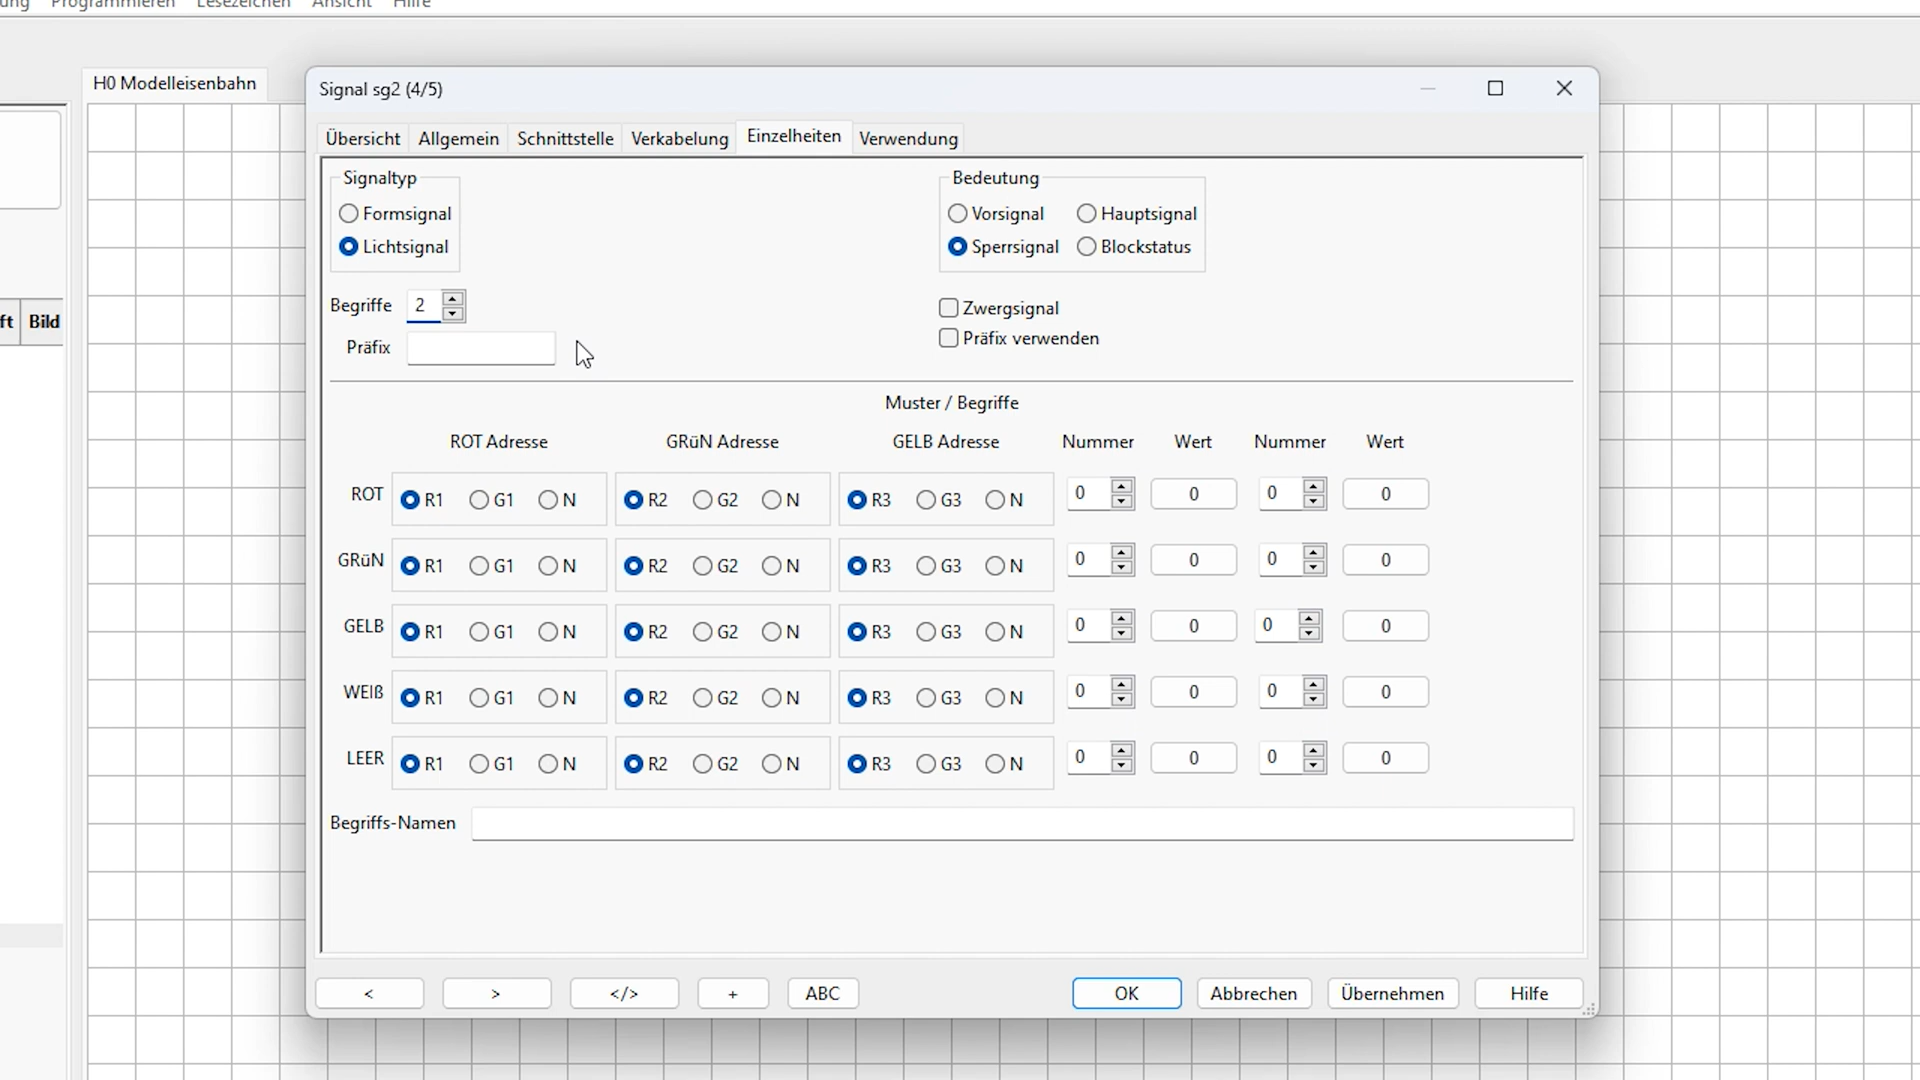 Programmieren Lesezeichen Ansicht Hilfe
H0 Modelleisenbahn
Signal sg2 (4/5)
Übersicht Allgemein Schnittstelle Verkabelung Einzelheiten Verwendung
Signaltyp
Formsignal
Lichtsignal
Bedeutung
Vorsignal Hauptsignal
Sperrsignal Blockstatus
Begriffe 2
Präfix
Zwergsignal
Präfix verwenden
Bild
Muster / Begriffe
ROT Adresse GRüN Adresse GELB Adresse Nummer Wert Nummer Wert
ROT R1 G1 N R2 G2 N R3 G3 N 0 0 0 0
GRüN R1 G1 N R2 G2 N R3 G3 N 0 0 0 0
GELB R1 G1 N R2 G2 N R3 G3 N 0 0 0 0
WEIß R1 G1 N R2 G2 N R3 G3 N 0 0 0 0
LEER R1 G1 N R2 G2 N R3 G3 N 0 0 0 0
Begriffs-Namen
< > </> + ABC OK Abbrechen Übernehmen Hilfe